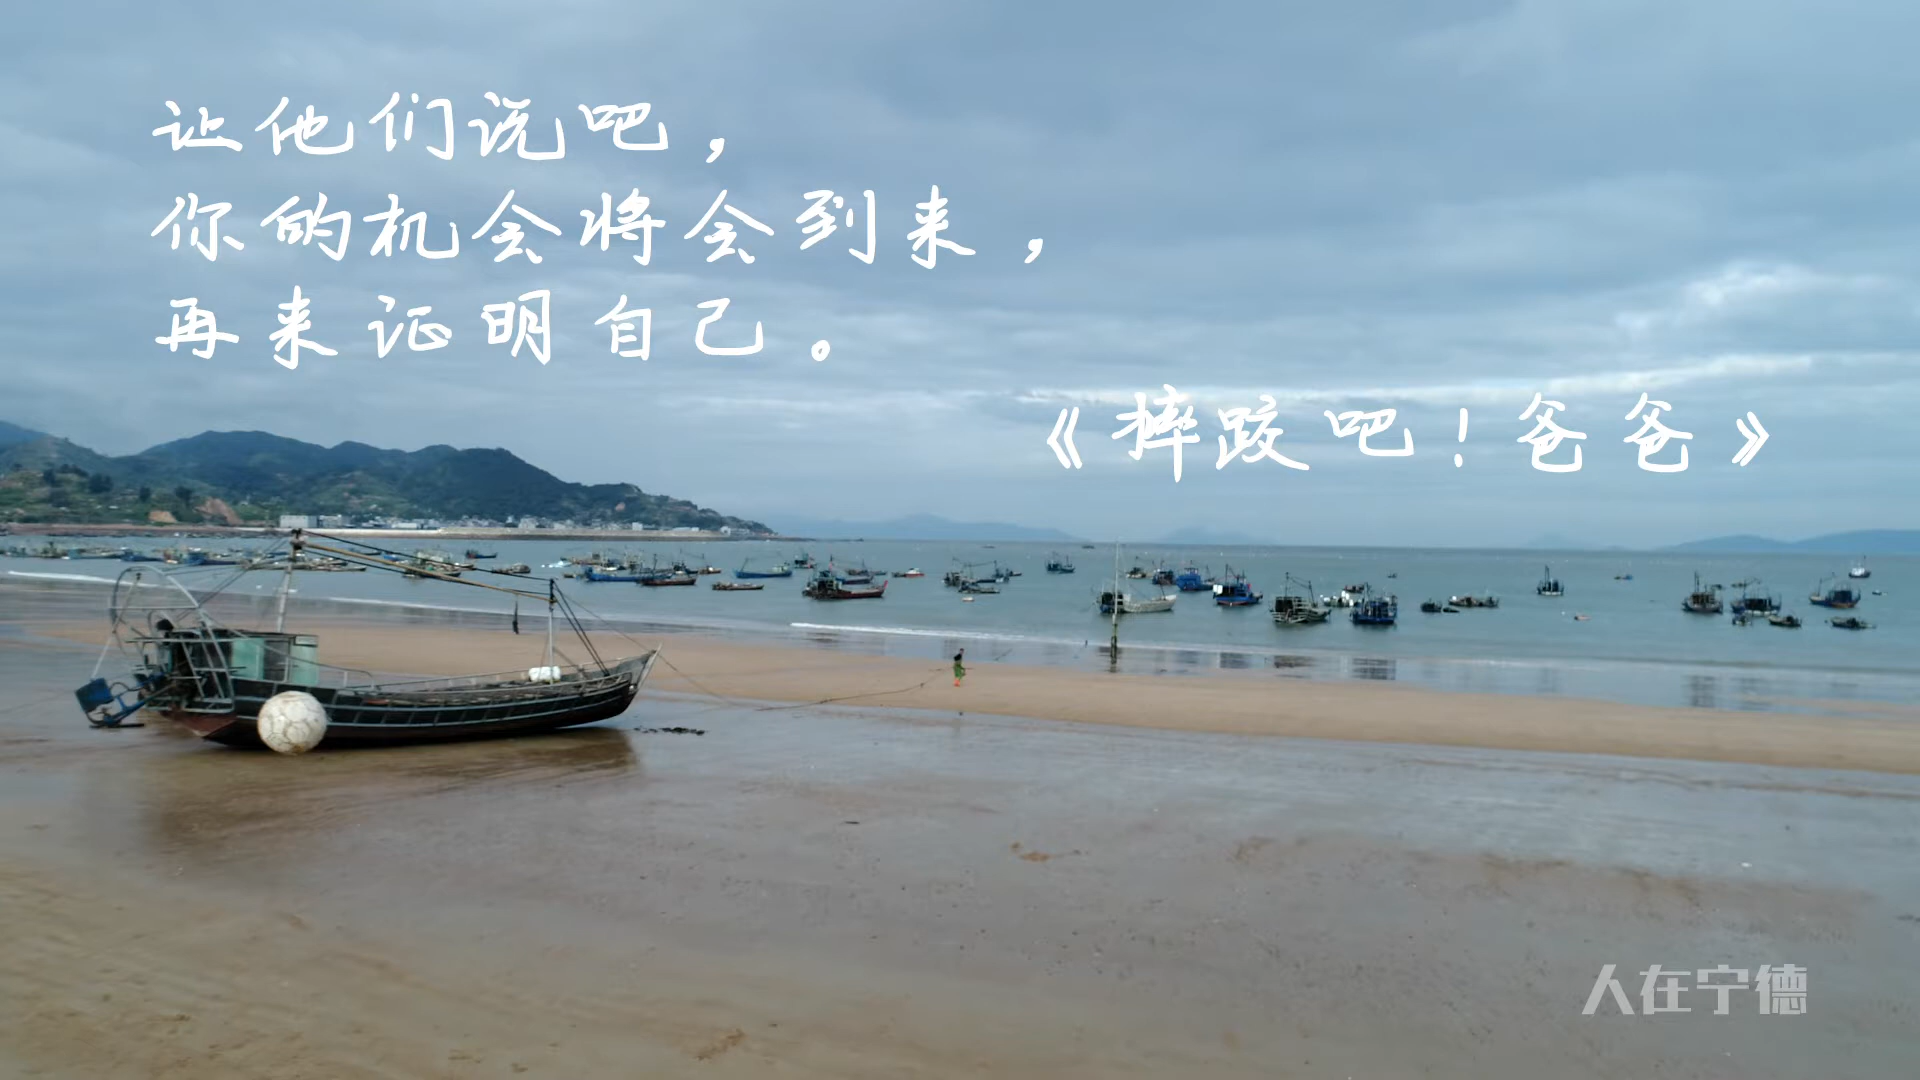 让他们说吧，
你的机会将会到来，
再来证明自己。
《摔跤吧！爸爸》
人在宁德